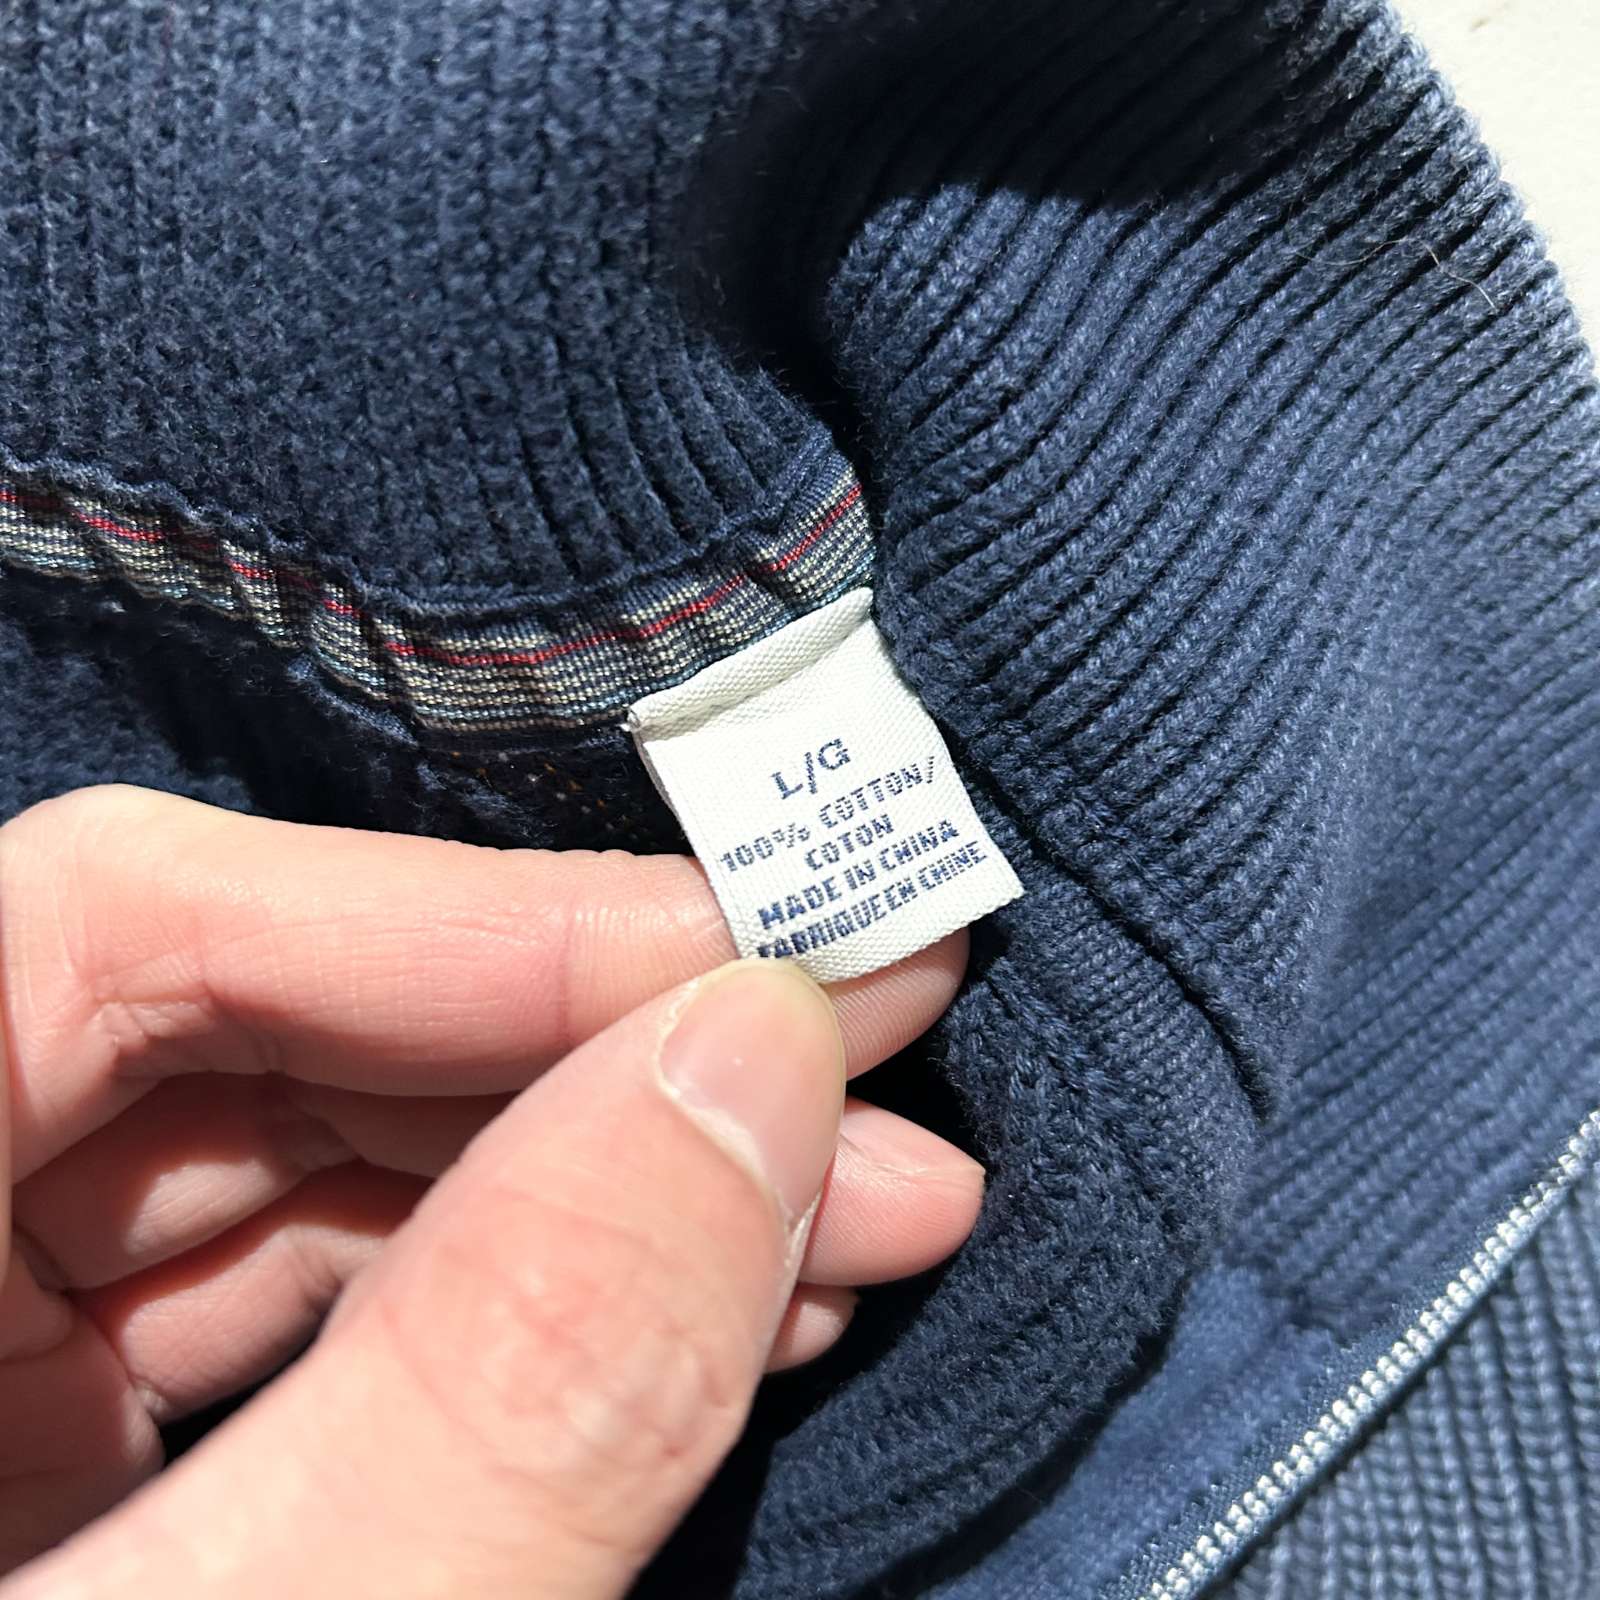 L/G
100% COTTON/
COTON
MADE IN CHINA
FABRIQUE EN CHINE